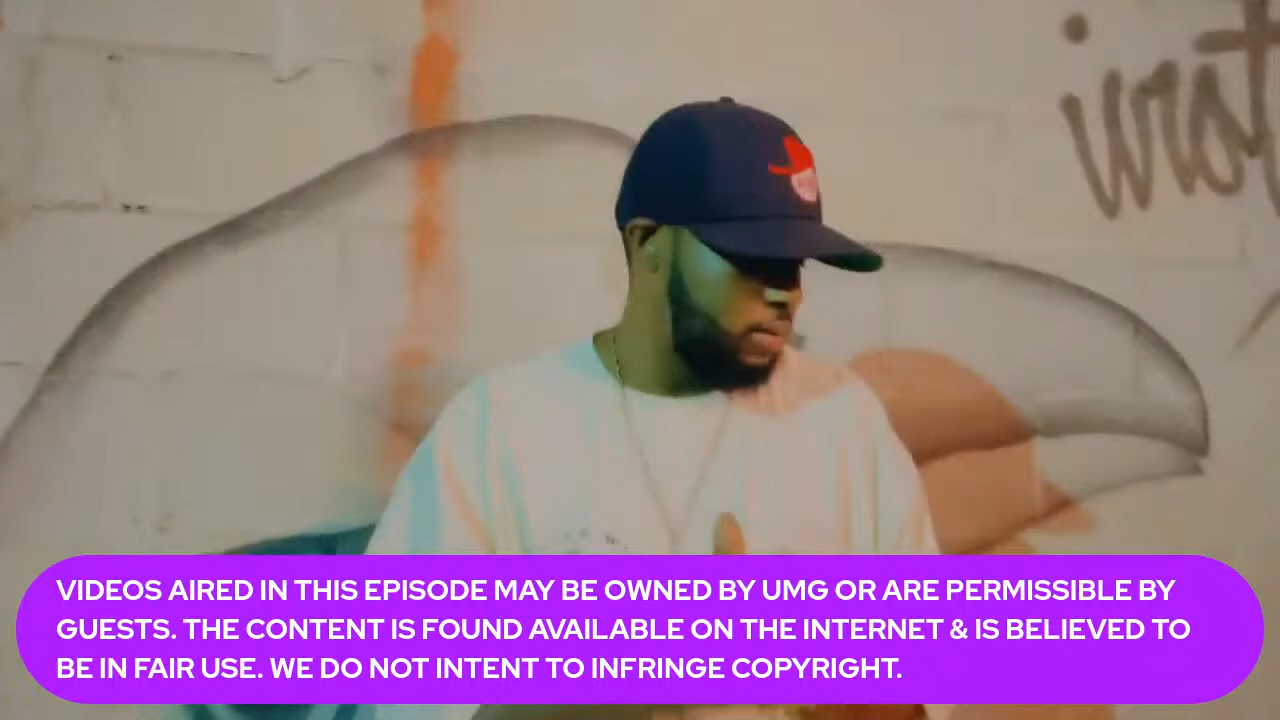 wrot
VIDEOS AIRED IN THIS EPISODE MAY BE OWNED BY UMG OR ARE PERMISSIBLE BY
GUESTS. THE CONTENT IS FOUND AVAILABLE ON THE INTERNET & IS BELIEVED TO
BE IN FAIR USE. WE DO NOT INTENT TO INFRINGE COPYRIGHT.